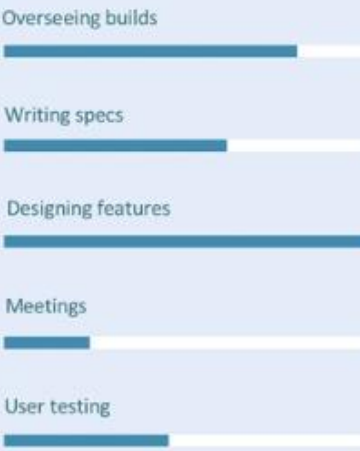 Overseeing builds
Writing specs
Designing features
Meetings
User testing